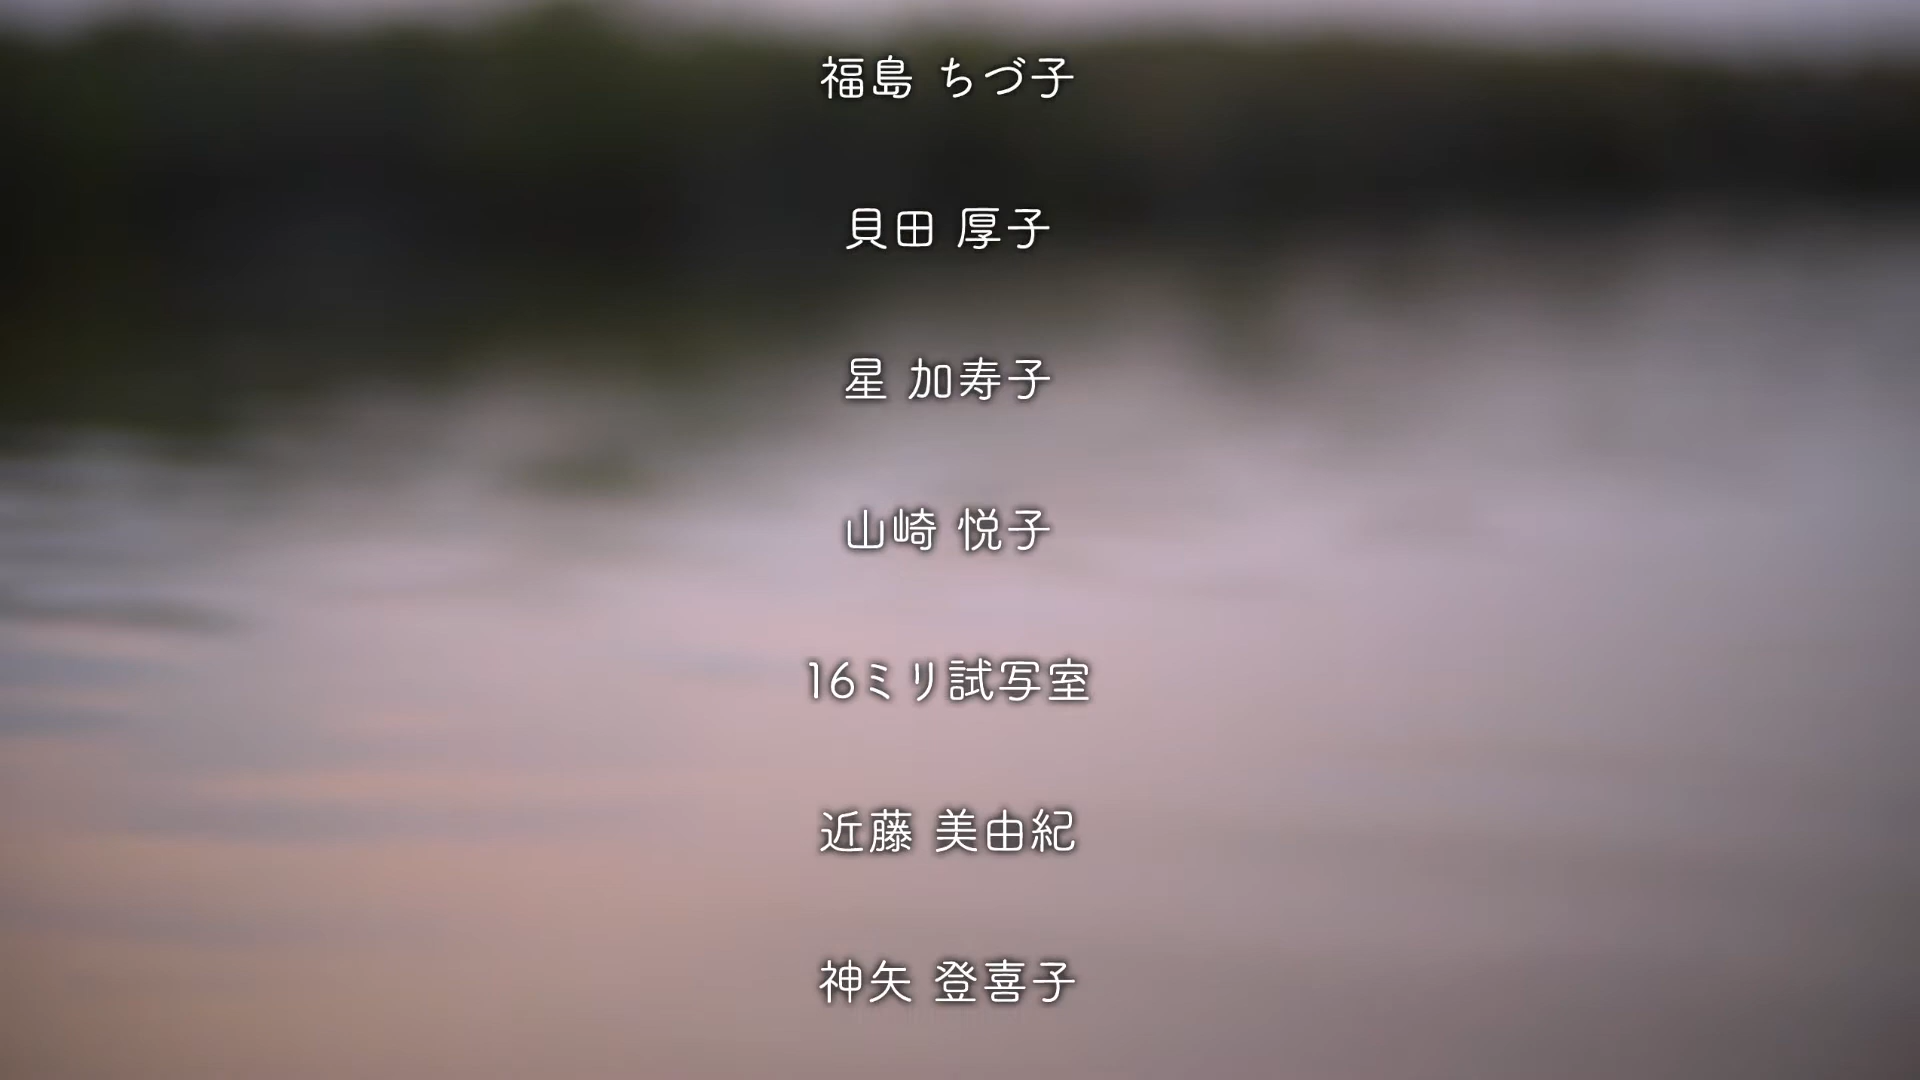 福島 ちづ子
貝田 厚子
星 加寿子
山崎 悦子
16ミリ試写室
近藤 美由紀
神矢 登喜子